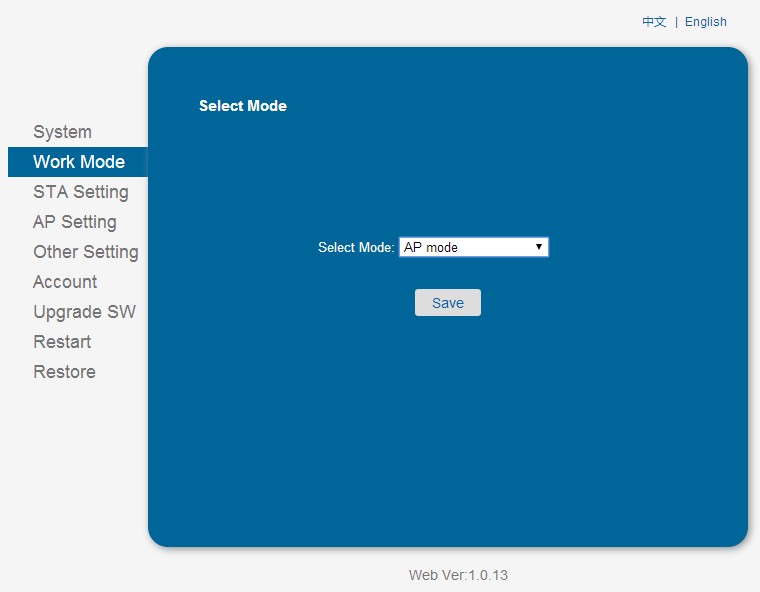 中文 | English
Select Mode
System
Work Mode
STA Setting
AP Setting
Other Setting
Account
Upgrade SW
Restart
Restore
Select Mode: AP mode
Save
Web Ver:1.0.13